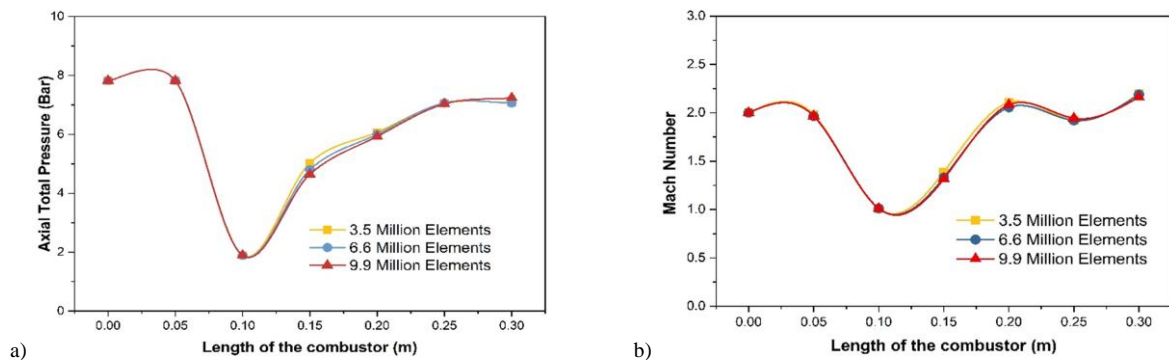 10
8
6
4
2
0
Axial Total Pressure (Bar)
3.5 Million Elements
6.6 Million Elements
9.9 Million Elements
0.00 0.05 0.10 0.15 0.20 0.25 0.30
Length of the combustor (m)
a)
3.0
2.5
2.0
1.5
1.0
0.5
0.0
Mach Number
3.5 Million Elements
6.6 Million Elements
9.9 Million Elements
0.00 0.05 0.10 0.15 0.20 0.25 0.30
Length of the combustor (m)
b)